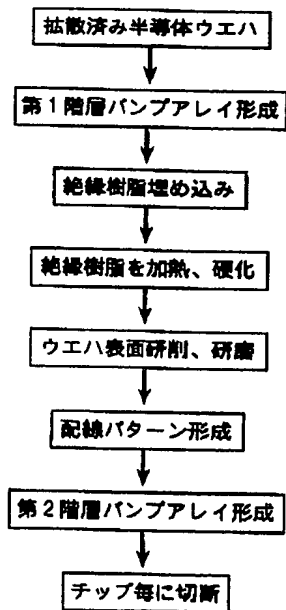 拡散済み半導体ウエハ
第1階層バンプアレイ形成
絶縁樹脂埋め込み
絶縁樹脂を加熱、硬化
ウエハ表面研削、研磨
配線パターン形成
第2階層バンプアレイ形成
チップ毎に切断